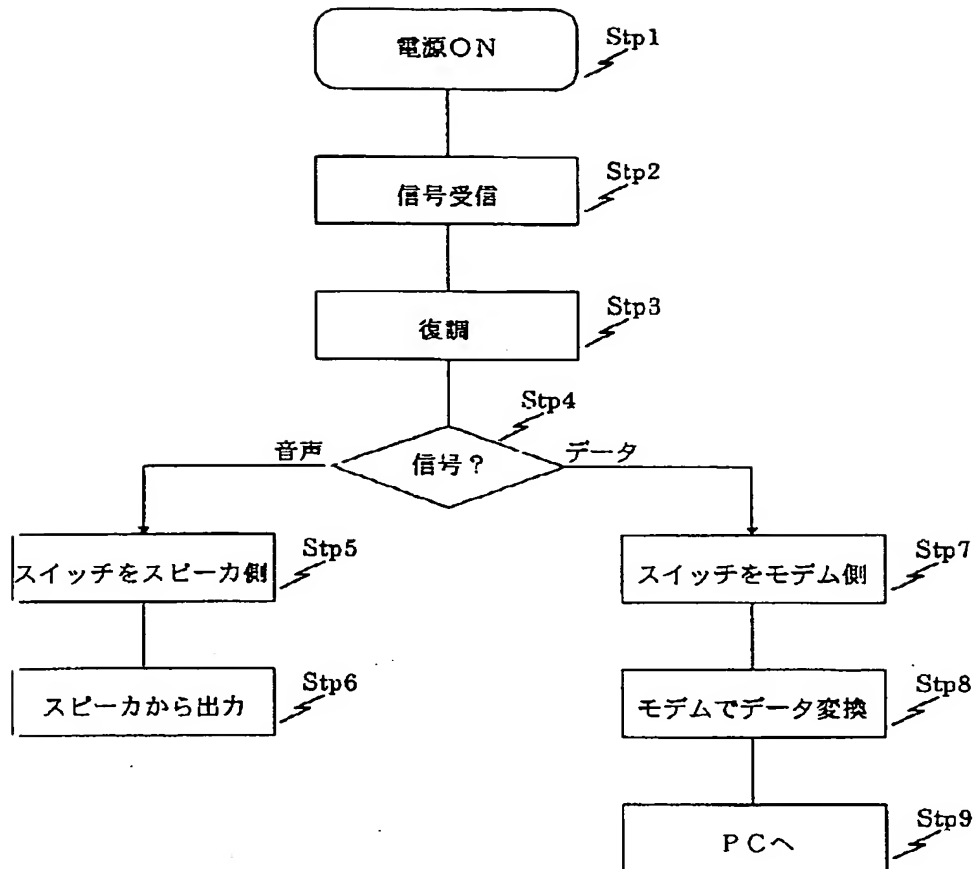 電源ON
Stp1
信号受信
Stp2
復調
Stp3
Stp4
音声
信号?
データ
スイッチをスピーカ側
Stp5
スイッチをモデム側
Stp7
スピーカから出力
Stp6
モデムでデータ変換
Stp8
PCへ
Stp9